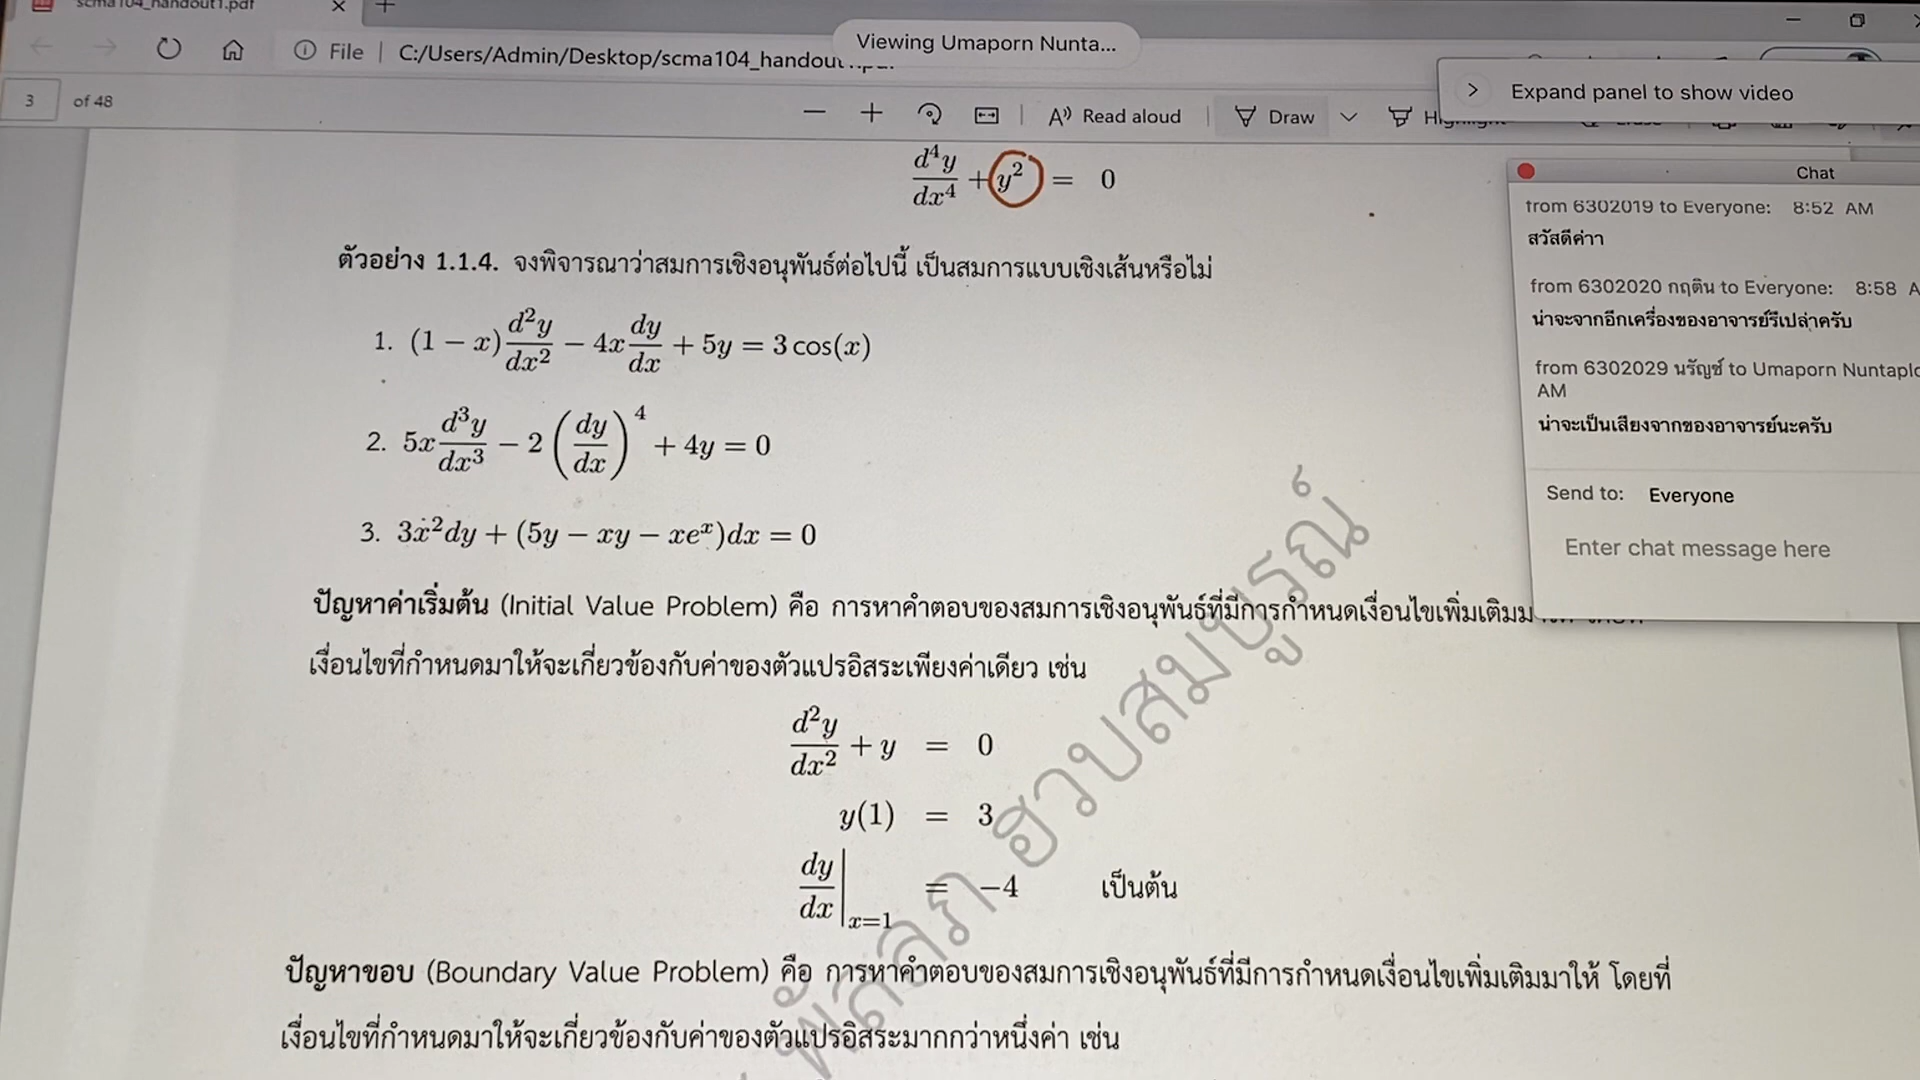 scma104_handout1.pdf
File | C:/Users/Admin/Desktop/scma104_handout
Viewing Umaporn Nunta...
3 of 48
Read aloud
Draw
Expand panel to show video
d⁴y/dx⁴ + y² = 0
ตัวอย่าง 1.1.4. จงพิจารณาว่าสมการเชิงอนุพันธ์ต่อไปนี้ เป็นสมการแบบเชิงเส้นหรือไม่
1. (1 − x) d²y/dx² − 4x dy/dx + 5y = 3 cos(x)
2. 5x d³y/dx³ − 2 (dy/dx)⁴ + 4y = 0
3. 3x²dy + (5y − xy − xeˣ)dx = 0
ปัญหาค่าเริ่มต้น (Initial Value Problem) คือ การหาคำตอบของสมการเชิงอนุพันธ์ที่มีการกำหนดเงื่อนไขเพิ่มเติมม
เงื่อนไขที่กำหนดมาให้จะเกี่ยวข้องกับค่าของตัวแปรอิสระเพียงค่าเดียว เช่น
d²y/dx² + y = 0
y(1) = 3
dy/dx|x=1 = −4 เป็นต้น
ปัญหาขอบ (Boundary Value Problem) คือ การหาคำตอบของสมการเชิงอนุพันธ์ที่มีการกำหนดเงื่อนไขเพิ่มเติมมาให้ โดยที่
เงื่อนไขที่กำหนดมาให้จะเกี่ยวข้องกับค่าของตัวแปรอิสระมากกว่าหนึ่งค่า เช่น
พัลลภ ฮวบสมบูรณ์
Chat
from 6302019 to Everyone: 8:52 AM
สวัสดีค่าา
from 6302020 กฤติน to Everyone: 8:58 A
น่าจะจากอีกเครื่องของอาจารย์รึเปล่าครับ
from 6302029 นรัญช์ to Umaporn Nuntaplo
AM
น่าจะเป็นเสียงจากของอาจารย์นะครับ
Send to: Everyone
Enter chat message here